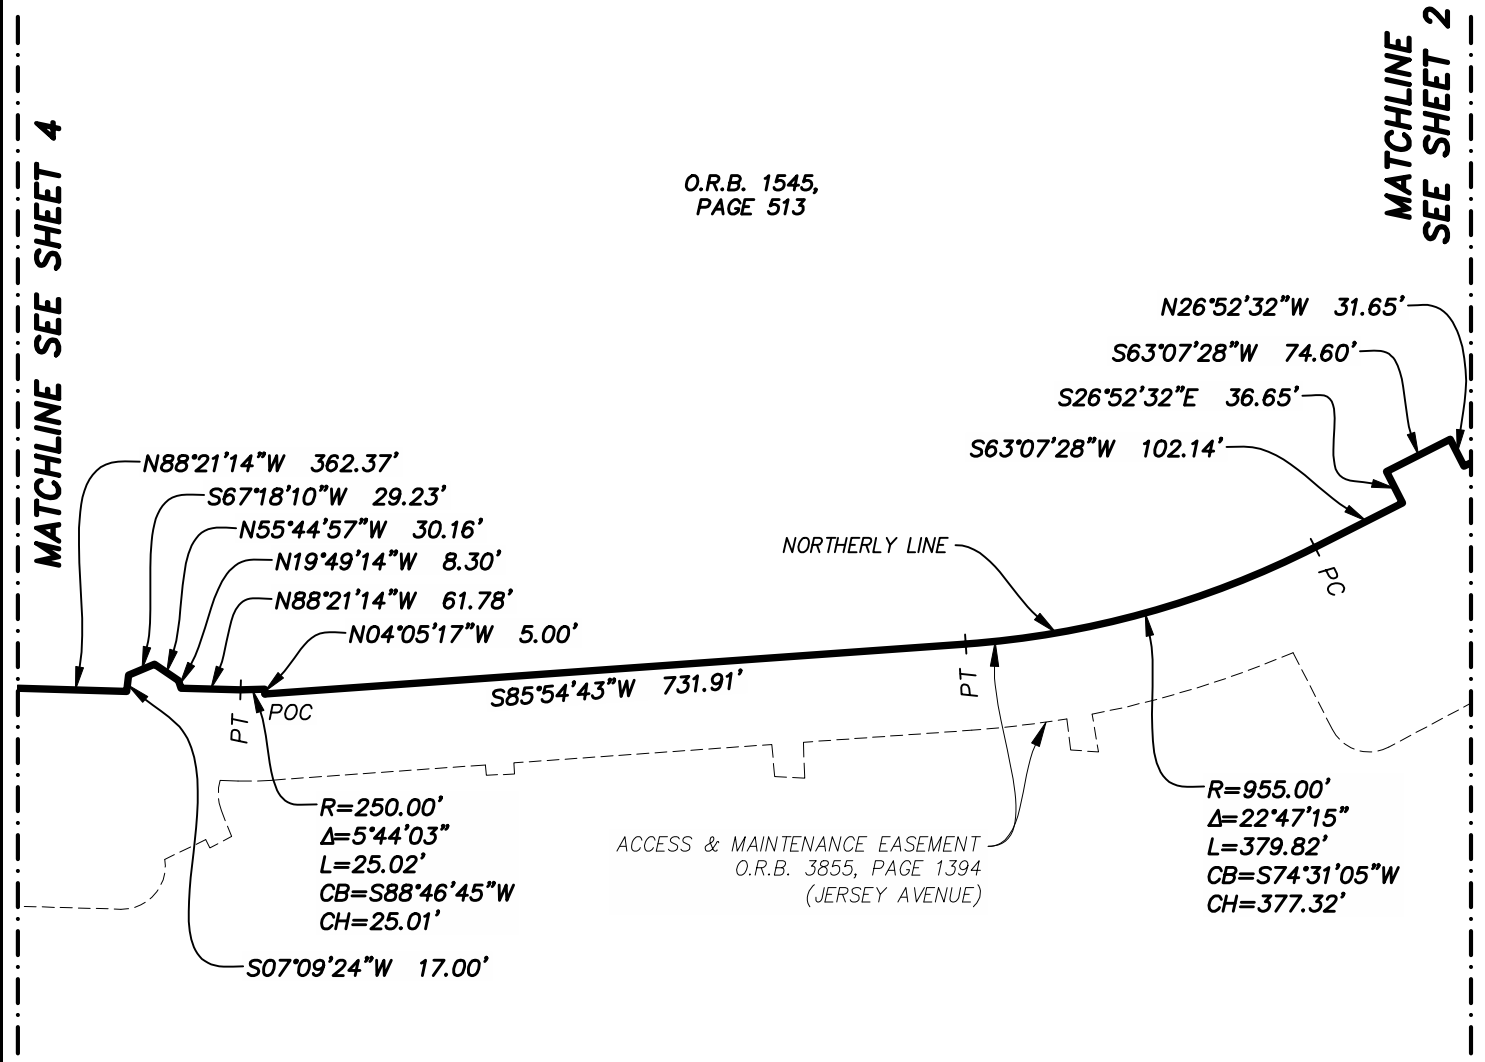 MATCHLINE SEE SHEET 4
MATCHLINE
SEE SHEET 2
O.R.B. 1545,
PAGE 513
N26°52'32"W 31.65'
S63°07'28"W 74.60'
S26°52'32"E 36.65'
S63°07'28"W 102.14'
N88°21'14"W 362.37'
S67°18'10"W 29.23'
N55°44'57"W 30.16'
N19°49'14"W 8.30'
N88°21'14"W 61.78'
N04°05'17"W 5.00'
NORTHERLY LINE
PC
S85°54'43"W 731.91'
PT
PT
POC
R=250.00'
Δ=5°44'03"
L=25.02'
CB=S88°46'45"W
CH=25.01'
ACCESS & MAINTENANCE EASEMENT
O.R.B. 3855, PAGE 1394
(JERSEY AVENUE)
R=955.00'
Δ=22°47'15"
L=379.82'
CB=S74°31'05"W
CH=377.32'
S07°09'24"W 17.00'